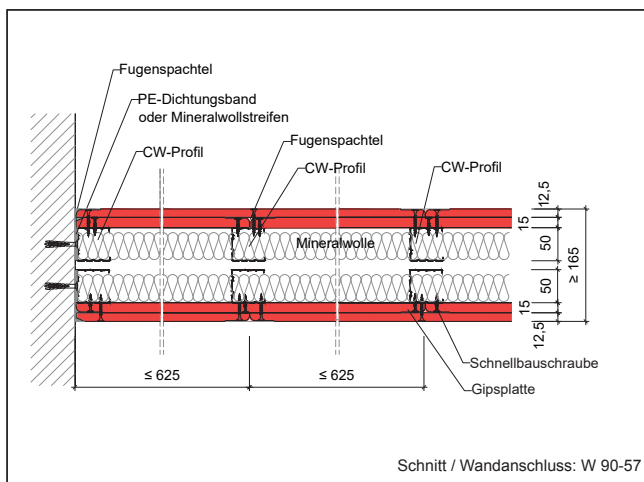 Fugenspachtel
PE-Dichtungsband
oder Mineralwollstreifen
Fugenspachtel
CW-Profil
CW-Profil
CW-Profil
12,5
15
Mineralwolle
50
≥ 165
50
15
12,5
Schnellbauschraube
≤ 625
≤ 625
Gipsplatte
Schnitt / Wandanschluss: W 90-57